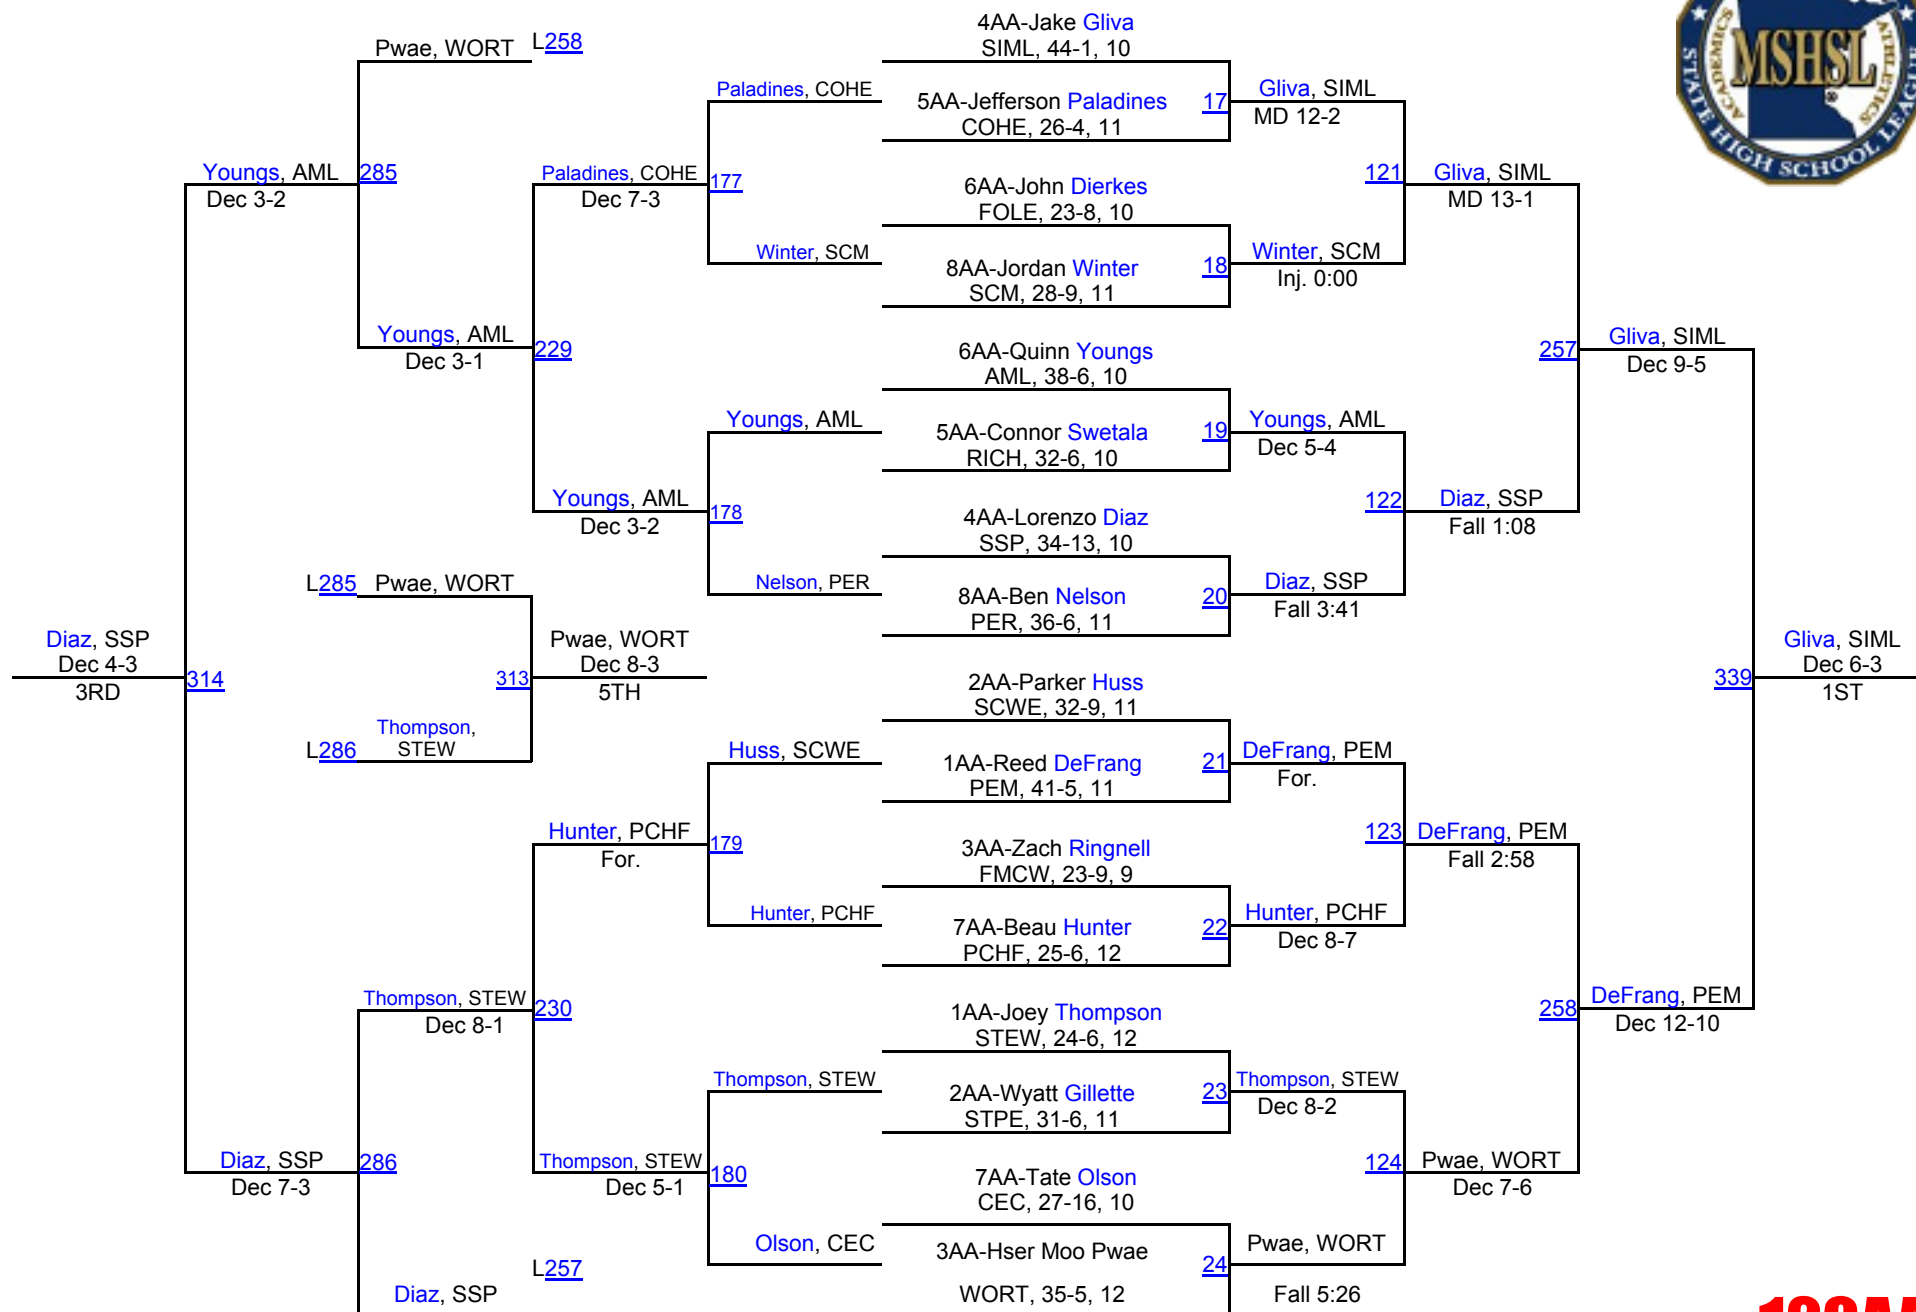 4AA-Jake Gliva
SIML, 44-1, 10
Pwae, WORT L258
MSHSL
ACADEMICS
ATHLETICS
STATE HIGH SCHOOL LEAGUE
Paladines, COHE
5AA-Jefferson Paladines 17
COHE, 26-4, 11
Gliva, SIML
MD 12-2
Youngs, AML 285
Dec 3-2
Paladines, COHE 177
Dec 7-3
6AA-John Dierkes
FOLE, 23-8, 10
121 Gliva, SIML
MD 13-1
Winter, SCM
8AA-Jordan Winter 18
SCM, 28-9, 11
Winter, SCM
Inj. 0:00
Youngs, AML 229
Dec 3-1
6AA-Quinn Youngs
AML, 38-6, 10
257 Gliva, SIML
Dec 9-5
Youngs, AML
5AA-Connor Swetala 19
RICH, 32-6, 10
Youngs, AML
Dec 5-4
Youngs, AML 178
Dec 3-2
4AA-Lorenzo Diaz
SSP, 34-13, 10
122 Diaz, SSP
Fall 1:08
L285 Pwae, WORT
Nelson, PER
8AA-Ben Nelson 20
PER, 36-6, 11
Diaz, SSP
Fall 3:41
Diaz, SSP
Dec 4-3
3RD
314
313
Pwae, WORT
Dec 8-3
5TH
2AA-Parker Huss
SCWE, 32-9, 11
339
Gliva, SIML
Dec 6-3
1ST
L286 Thompson,
STEW
Huss, SCWE
1AA-Reed DeFrang 21
PEM, 41-5, 11
DeFrang, PEM
For.
Hunter, PCHF 179
For.
3AA-Zach Ringnell
FMCW, 23-9, 9
123 DeFrang, PEM
Fall 2:58
Hunter, PCHF
7AA-Beau Hunter 22
PCHF, 25-6, 12
Hunter, PCHF
Dec 8-7
Thompson, STEW 230
Dec 8-1
1AA-Joey Thompson
STEW, 24-6, 12
258 DeFrang, PEM
Dec 12-10
Thompson, STEW
2AA-Wyatt Gillette 23
STPE, 31-6, 11
Thompson, STEW
Dec 8-2
Diaz, SSP 286
Dec 7-3
Thompson, STEW 180
Dec 5-1
7AA-Tate Olson
CEC, 27-16, 10
124 Pwae, WORT
Dec 7-6
Olson, CEC
3AA-Hser Moo Pwae 24
WORT, 35-5, 12
Pwae, WORT
Fall 5:26
L257
Diaz, SSP